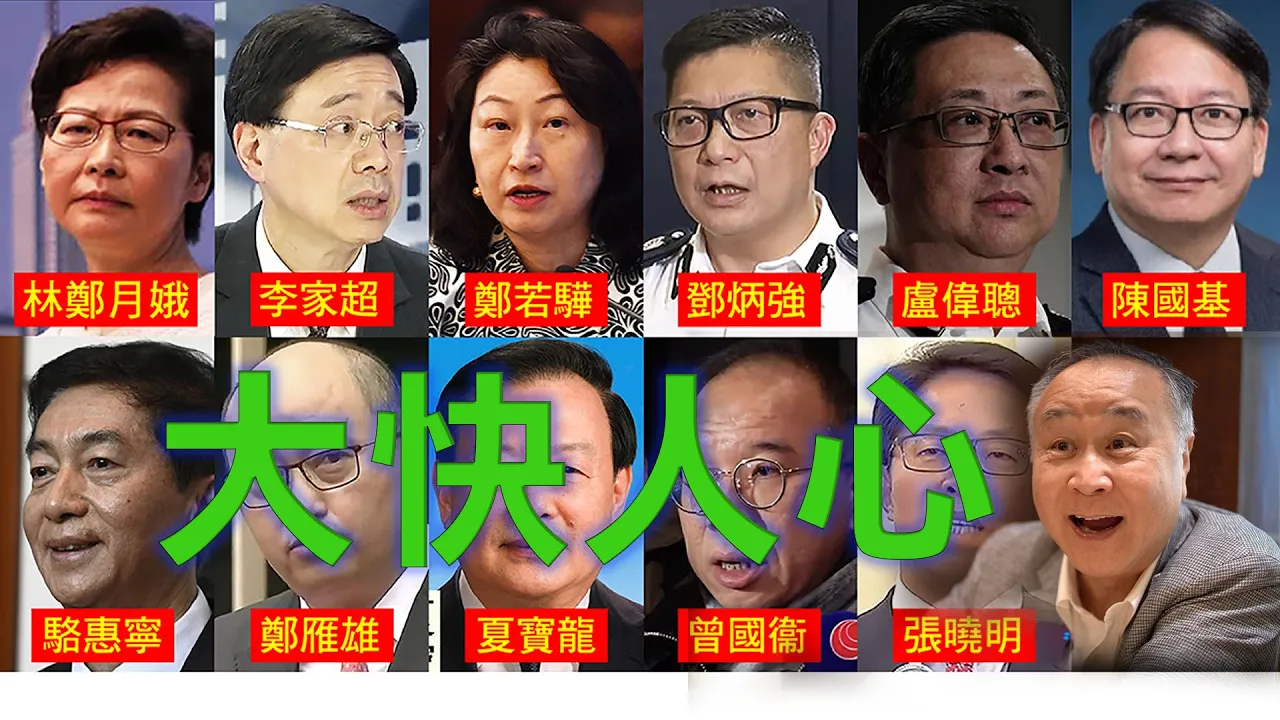 林鄭月娥
李家超
鄭若驊
鄧炳強
盧偉聰
陳國基
大快人心
駱惠寧
鄭雁雄
夏寶龍
曾國衞
張曉明